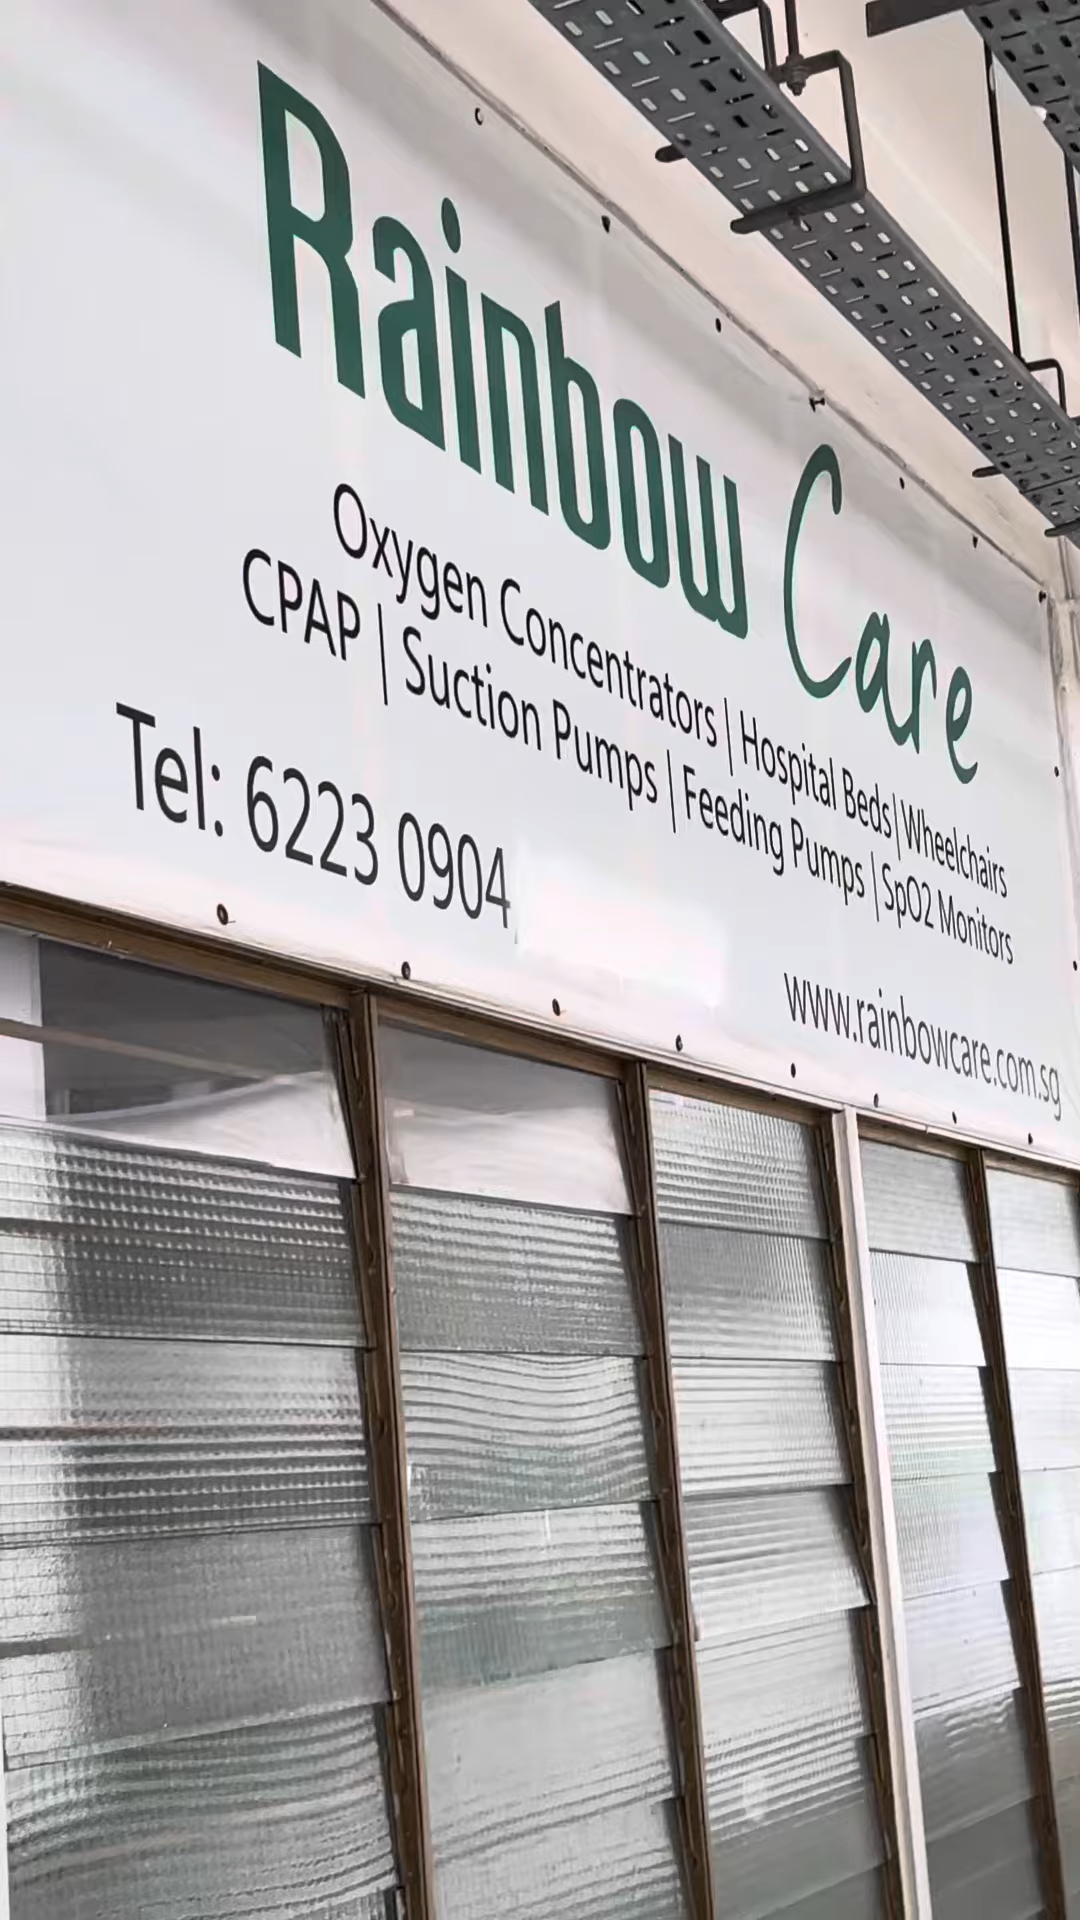 Rainbow Care
Oxygen Concentrators | Hospital Beds | Wheelchairs
CPAP | Suction Pumps | Feeding Pumps | SpO2 Monitors
Tel: 6223 0904
www.rainbowcare.com.sg